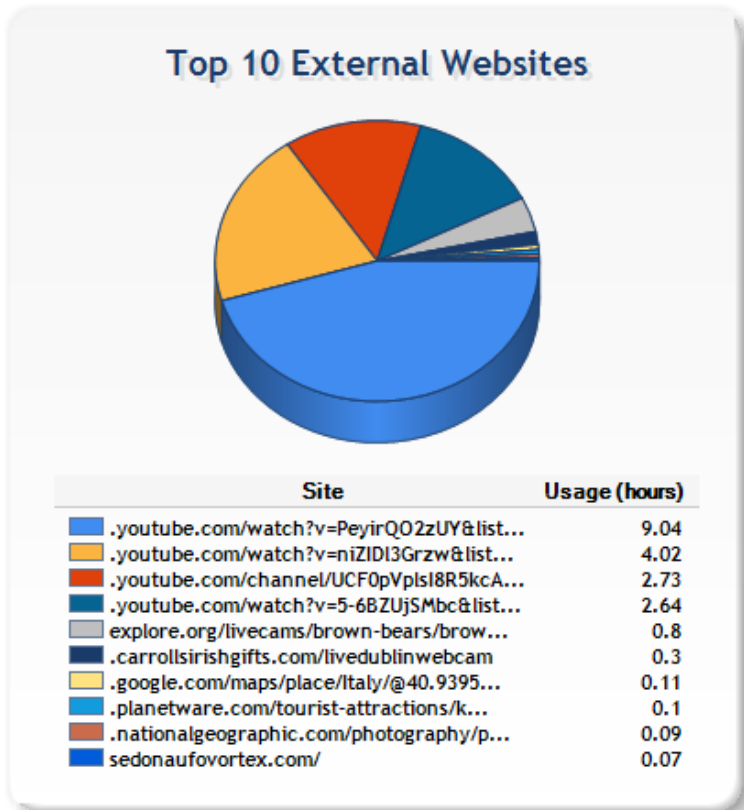 Top 10 External Websites
Site Usage (hours)
.youtube.com/watch?v=PeyirQO2zUY&list... 9.04
.youtube.com/watch?v=niZIDl3Grzw&list... 4.02
.youtube.com/channel/UCF0pVplsI8R5kcA... 2.73
.youtube.com/watch?v=5-6BZUjSMbc&list... 2.64
explore.org/livecams/brown-bears/brow... 0.8
.carrollsirishgifts.com/livedublinwebcam 0.3
.google.com/maps/place/Italy/@40.9395... 0.11
.planetware.com/tourist-attractions/k... 0.1
.nationalgeographic.com/photography/p... 0.09
sedonaufovortex.com/ 0.07